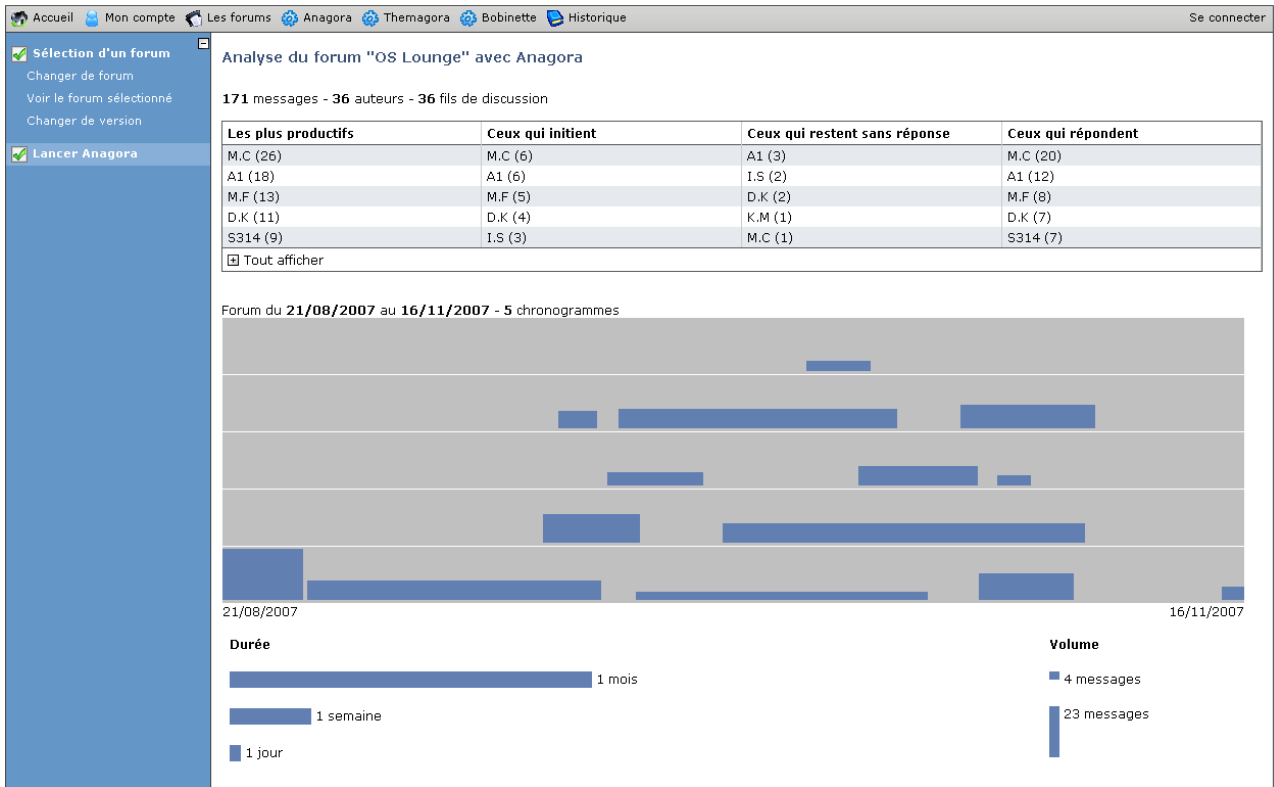 Accueil Mon compte Les forums Anagora Themagora Bobinette Historique Se connecter
Sélection d'un forum
Changer de forum
Voir le forum sélectionné
Changer de version
Lancer Anagora
Analyse du forum "OS Lounge" avec Anagora
171 messages - 36 auteurs - 36 fils de discussion
Les plus productifs Ceux qui initient Ceux qui restent sans réponse Ceux qui répondent
M.C (26) M.C (6) A1 (3) M.C (20)
A1 (18) A1 (6) I.S (2) A1 (12)
M.F (13) M.F (5) D.K (2) M.F (8)
D.K (11) D.K (4) K.M (1) D.K (7)
S314 (9) I.S (3) M.C (1) S314 (7)
Tout afficher
Forum du 21/08/2007 au 16/11/2007 - 5 chronogrammes
21/08/2007 16/11/2007
Durée Volume
1 mois 4 messages
1 semaine 23 messages
1 jour